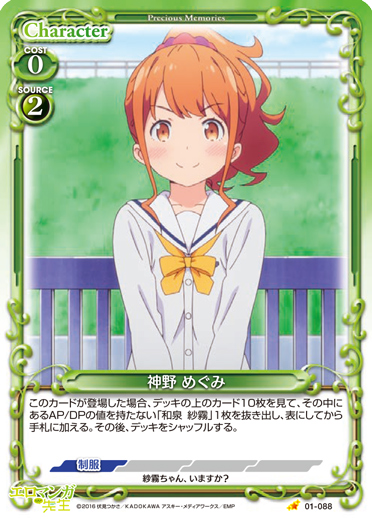 Precious Memories
Character
COST
0
SOURCE
2
神野 めぐみ
このカードが登場した場合、デッキの上のカード10枚を見て、その中に
あるAP/DPの値を持たない「和泉 紗霧」1枚を抜き出し、表にしてから
手札に加える。その後、デッキをシャッフルする。
制服
紗霧ちゃん、いますか？
エロマンガ
先生
©2016 伏見つかさ／KADOKAWA アスキー・メディアワークス／EMP
01-088